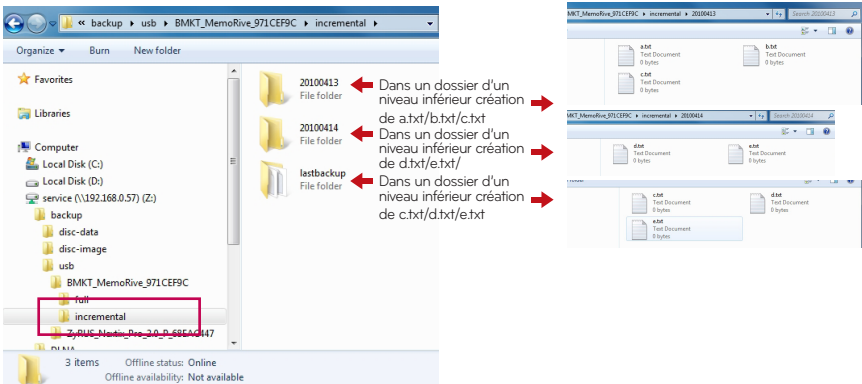 « backup ▸ usb ▸ BMKT_MemoRive_971CEF9C ▸ incremental ▸
Organize ▾ Burn New folder
Favorites
Libraries
Computer
Local Disk (C:)
Local Disk (D:)
service (\\192.168.0.57) (Z:)
backup
disc-data
disc-image
usb
BMKT_MemoRive_971CEF9C
full
incremental
ZyRUS_Nextix_Pro_2.0_P_68EAC447
DLNA
3 items Offline status: Online
Offline availability: Not available
20100413
File folder
20100414
File folder
lastbackup
File folder
Dans un dossier d'un
niveau inférieur création
de a.txt/b.txt/c.txt
Dans un dossier d'un
niveau inférieur création
de d.txt/e.txt/
Dans un dossier d'un
niveau inférieur création
de c.txt/d.txt/e.txt
MKT_MemoRive_971CEF9C ▸ incremental ▸ 20100413 Search 20100413
a.txt
Text Document
0 bytes
b.txt
Text Document
0 bytes
c.txt
Text Document
0 bytes
MKT_MemoRive_971CEF9C ▸ incremental ▸ 20100414 Search 20100414
d.txt
Text Document
0 bytes
e.txt
Text Document
0 bytes
c.txt
Text Document
0 bytes
d.txt
Text Document
0 bytes
e.txt
Text Document
0 bytes